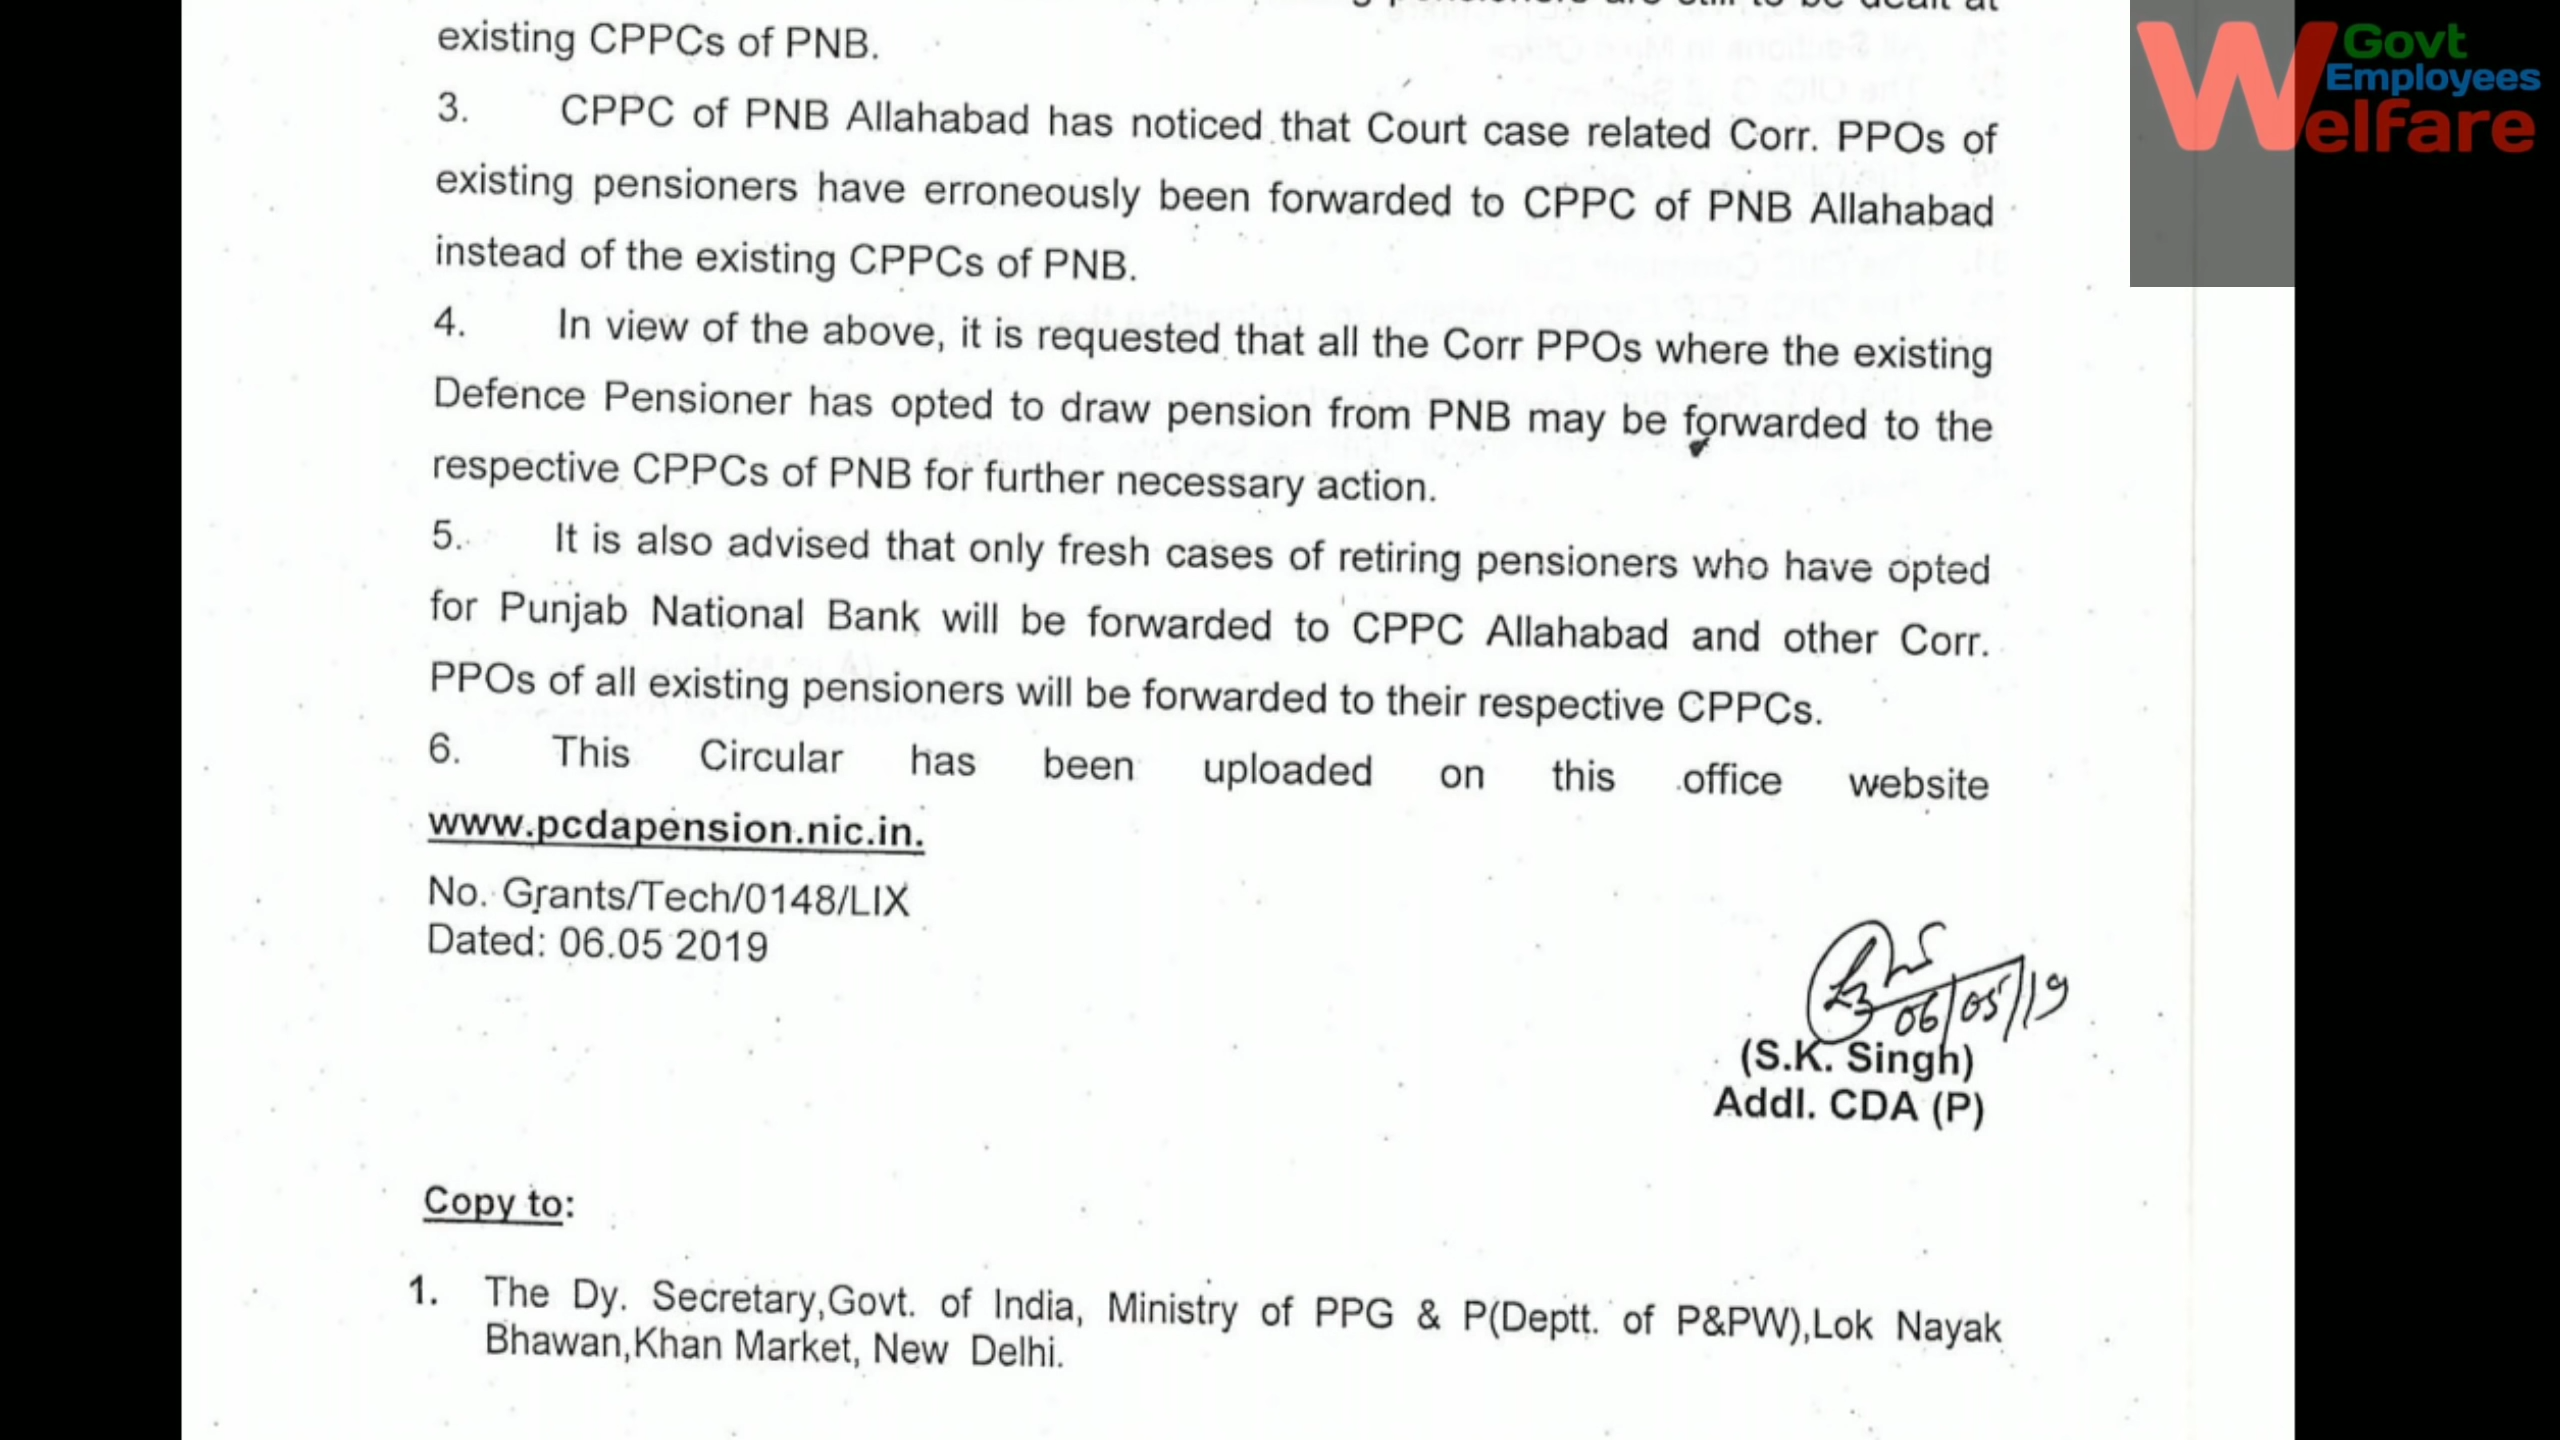 pensioners are still to be dealt at
existing CPPCs of PNB.
3. CPPC of PNB Allahabad has noticed that Court case related Corr. PPOs of
existing pensioners have erroneously been forwarded to CPPC of PNB Allahabad
instead of the existing CPPCs of PNB.
4. In view of the above, it is requested that all the Corr PPOs where the existing
Defence Pensioner has opted to draw pension from PNB may be forwarded to the
respective CPPCs of PNB for further necessary action.
5. It is also advised that only fresh cases of retiring pensioners who have opted
for Punjab National Bank will be forwarded to CPPC Allahabad and other Corr.
PPOs of all existing pensioners will be forwarded to their respective CPPCs.
6. This Circular has been uploaded on this office website
www.pcdapension.nic.in.
No. Grants/Tech/0148/LIX
Dated: 06.05 2019
06/05/19
(S.K. Singh)
Addl. CDA (P)
Copy to:
1. The Dy. Secretary,Govt. of India, Ministry of PPG & P(Deptt. of P&PW),Lok Nayak
Bhawan,Khan Market, New Delhi.
Govt
Employees
Welfare